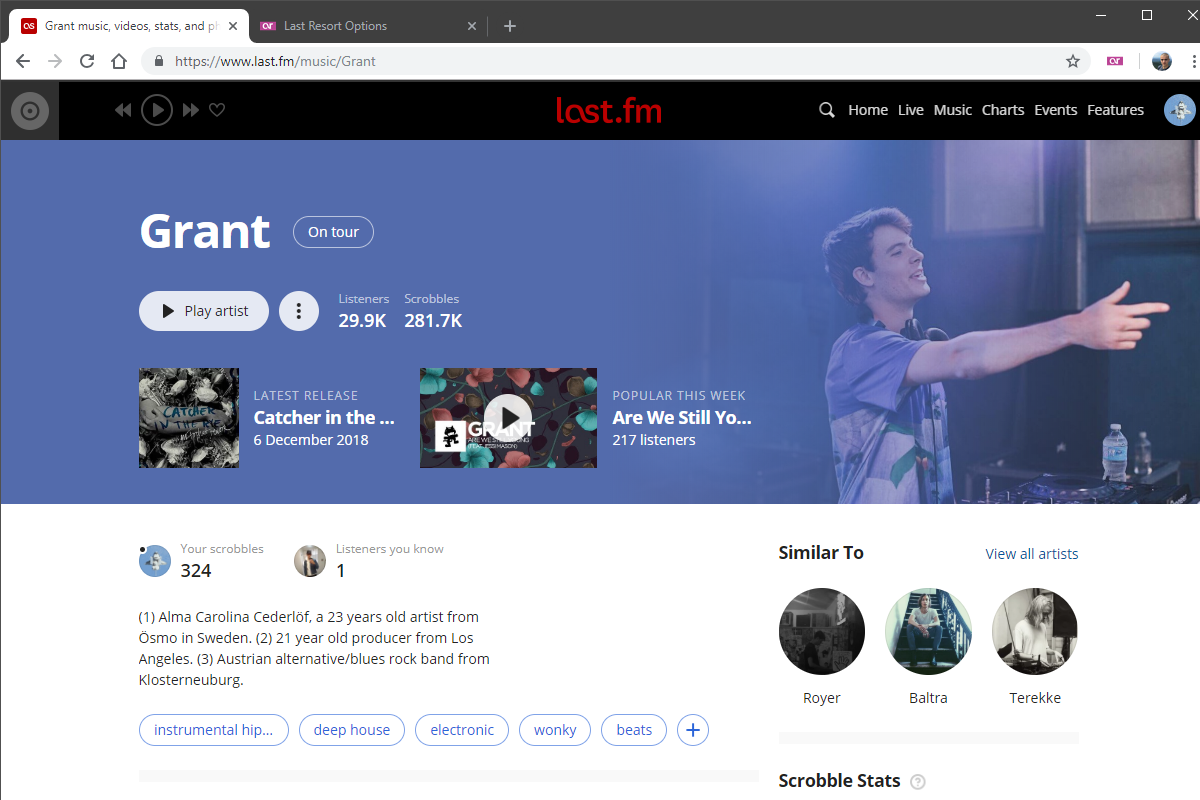 Grant music, videos, stats, and ph
Last Resort Options
https://www.last.fm/music/Grant
last.fm
Home Live Music Charts Events Features
Grant
On tour
Play artist
Listeners
29.9K
Scrobbles
281.7K
CATCHER
IN THE RYE
LATEST RELEASE
Catcher in the ...
6 December 2018
GRANT
ARE WE STILL YOUNG
(FEAT. JESSI MASON)
POPULAR THIS WEEK
Are We Still Yo...
217 listeners
Your scrobbles
324
Listeners you know
1
(1) Alma Carolina Cederlöf, a 23 years old artist from
Ösmo in Sweden. (2) 21 year old producer from Los
Angeles. (3) Austrian alternative/blues rock band from
Klosterneuburg.
instrumental hip...
deep house
electronic
wonky
beats
+
Similar To
View all artists
Royer
Baltra
Terekke
Scrobble Stats
?